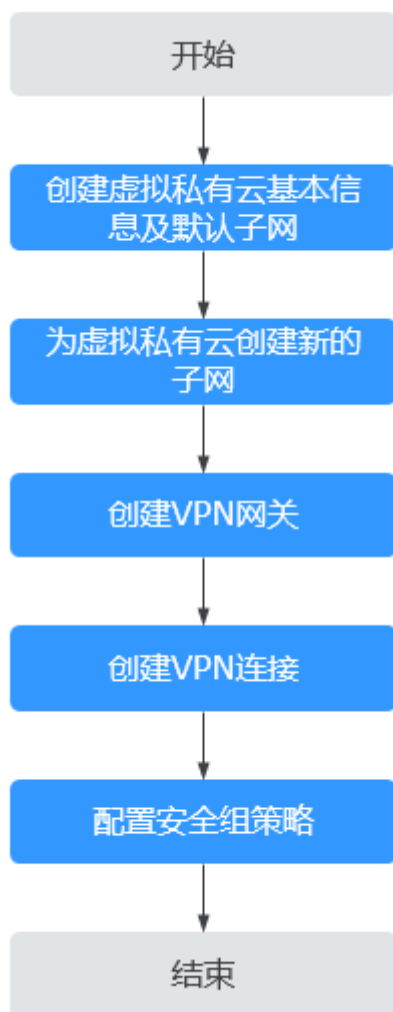 开始
创建虚拟私有云基本信
息及默认子网
为虚拟私有云创建新的
子网
创建VPN网关
创建VPN连接
配置安全组策略
结束